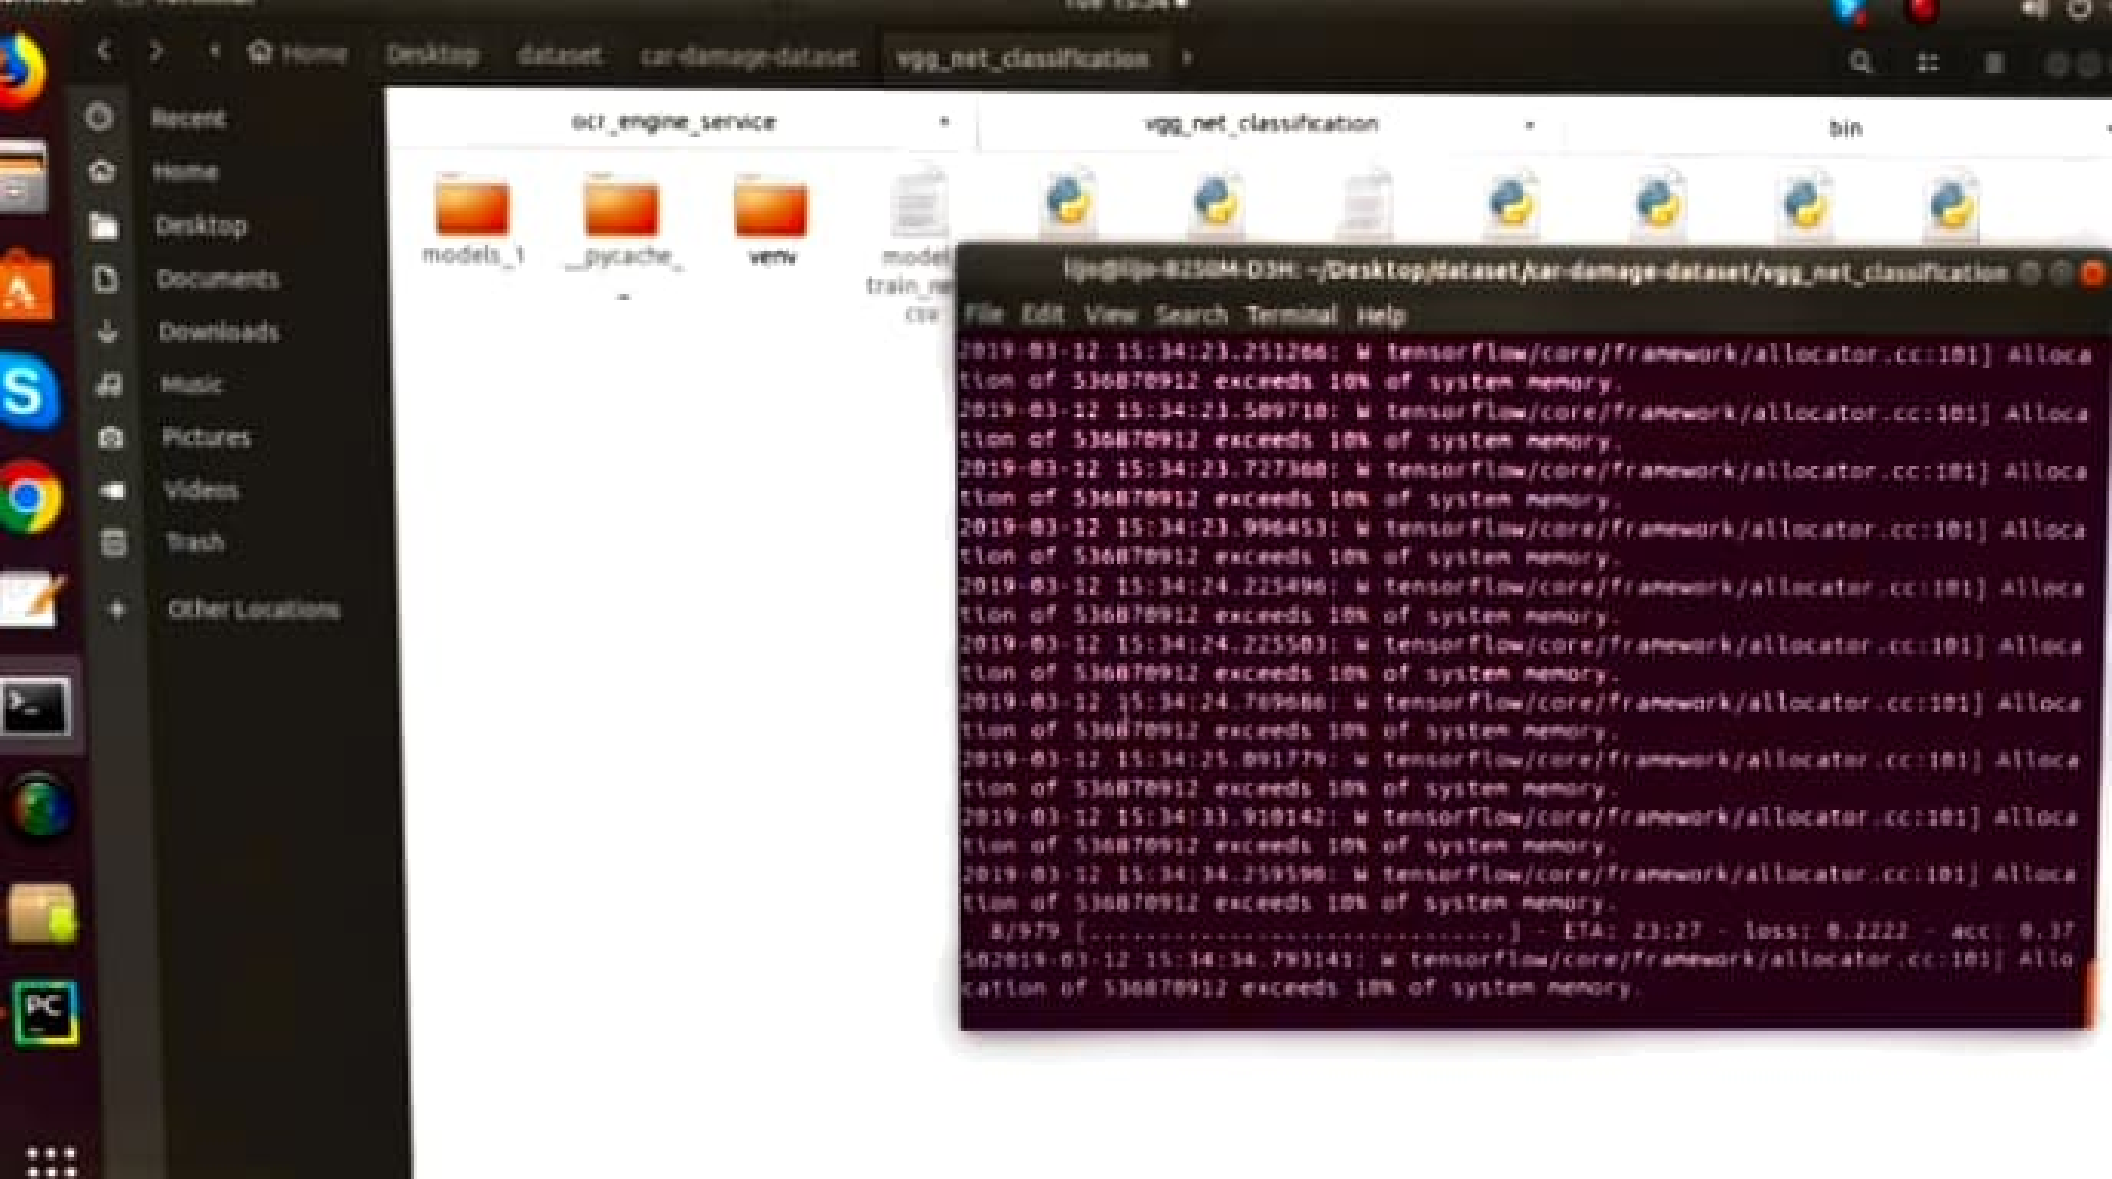 Home Desktop dataset car-damage-dataset vgg_net_classification
Recent
Home
Desktop
Documents
Downloads
Music
Pictures
Videos
Trash
Other Locations
ocr_engine_service vgg_net_classification bin
models_1 __pycache_ venv model
_ train_ne
csv
-B250M-D3H: ~/Desktop/dataset/car-damage-dataset/vgg_net_classification
File Edit View Search Terminal Help
2019-03-12 15:34:23.251266: W tensorflow/core/framework/allocator.cc:101] Alloca
tion of 536870912 exceeds 10% of system memory.
2019-03-12 15:34:23.509710: W tensorflow/core/framework/allocator.cc:101] Alloca
tion of 536870912 exceeds 10% of system memory.
2019-03-12 15:34:23.727360: W tensorflow/core/framework/allocator.cc:101] Alloca
tion of 536870912 exceeds 10% of system memory.
2019-03-12 15:34:23.996453: W tensorflow/core/framework/allocator.cc:101] Alloca
tion of 536870912 exceeds 10% of system memory.
2019-03-12 15:34:24.225496: W tensorflow/core/framework/allocator.cc:101] Alloca
tion of 536870912 exceeds 10% of system memory.
2019-03-12 15:34:24.225503: W tensorflow/core/framework/allocator.cc:101] Alloca
tion of 536870912 exceeds 10% of system memory.
2019-03-12 15:34:24.789686: W tensorflow/core/framework/allocator.cc:101] Alloca
tion of 536870912 exceeds 10% of system memory.
2019-03-12 15:34:25.091779: W tensorflow/core/framework/allocator.cc:101] Alloca
tion of 536870912 exceeds 10% of system memory.
2019-03-12 15:34:33.910142: W tensorflow/core/framework/allocator.cc:101] Alloca
tion of 536870912 exceeds 10% of system memory.
2019-03-12 15:34:34.259590: W tensorflow/core/framework/allocator.cc:101] Alloca
tion of 536870912 exceeds 10% of system memory.
8/979 [..............................] - ETA: 23:27 - loss: 0.2222 - acc: 0.37
502019-03-12 15:34:34.793141: W tensorflow/core/framework/allocator.cc:101] Allo
cation of 536870912 exceeds 10% of system memory.
PC